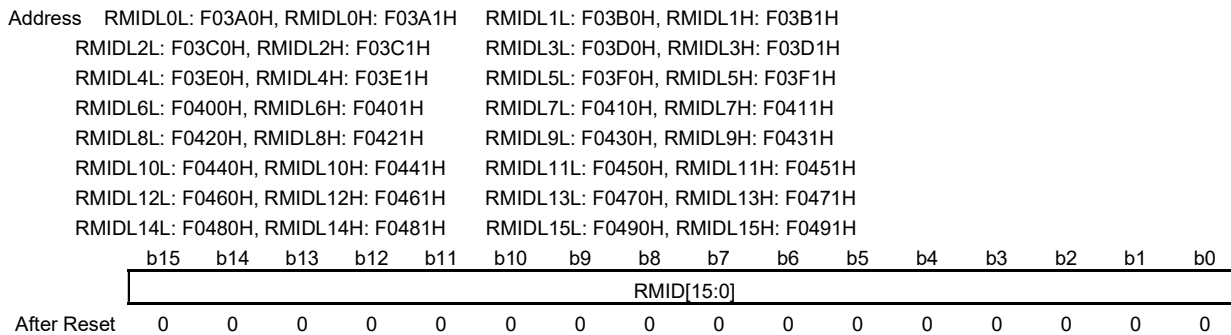 Address RMIDL0L: F03A0H, RMIDL0H: F03A1H RMIDL1L: F03B0H, RMIDL1H: F03B1H
RMIDL2L: F03C0H, RMIDL2H: F03C1H RMIDL3L: F03D0H, RMIDL3H: F03D1H
RMIDL4L: F03E0H, RMIDL4H: F03E1H RMIDL5L: F03F0H, RMIDL5H: F03F1H
RMIDL6L: F0400H, RMIDL6H: F0401H RMIDL7L: F0410H, RMIDL7H: F0411H
RMIDL8L: F0420H, RMIDL8H: F0421H RMIDL9L: F0430H, RMIDL9H: F0431H
RMIDL10L: F0440H, RMIDL10H: F0441H RMIDL11L: F0450H, RMIDL11H: F0451H
RMIDL12L: F0460H, RMIDL12H: F0461H RMIDL13L: F0470H, RMIDL13H: F0471H
RMIDL14L: F0480H, RMIDL14H: F0481H RMIDL15L: F0490H, RMIDL15H: F0491H
b15 b14 b13 b12 b11 b10 b9 b8 b7 b6 b5 b4 b3 b2 b1 b0
RMID[15:0]
After Reset 0 0 0 0 0 0 0 0 0 0 0 0 0 0 0 0